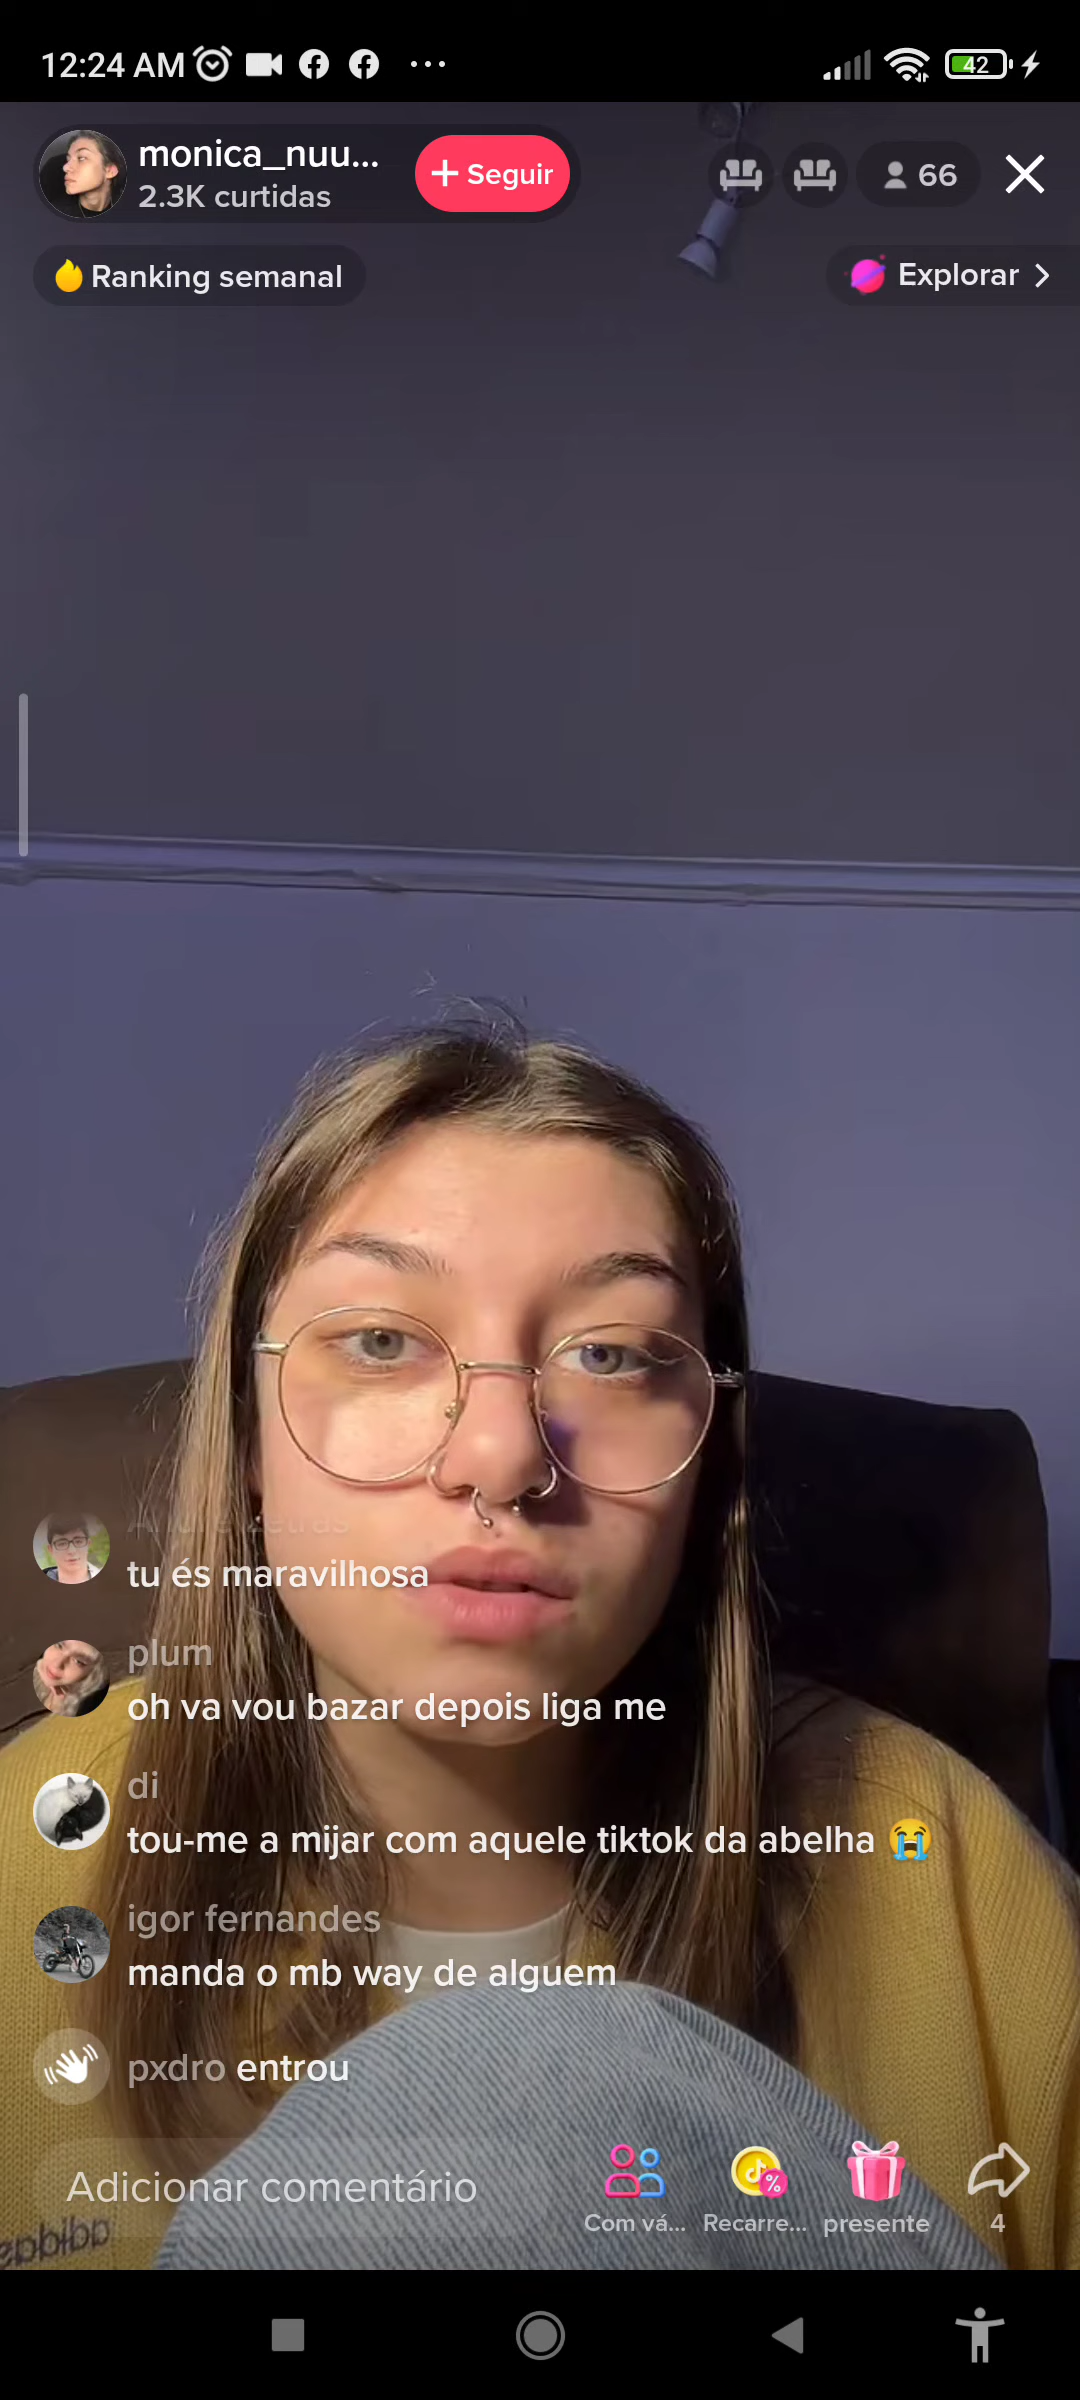 12:24 AM
42
monica_nuu...
2.3K curtidas
+ Seguir
66
Ranking semanal
Explorar
André Letras
tu és maravilhosa
plum
oh va vou bazar depois liga me
di
tou-me a mijar com aquele tiktok da abelha 😭
igor fernandes
manda o mb way de alguem
pxdro entrou
Adicionar comentário
Com vá...
Recarre...
presente
4